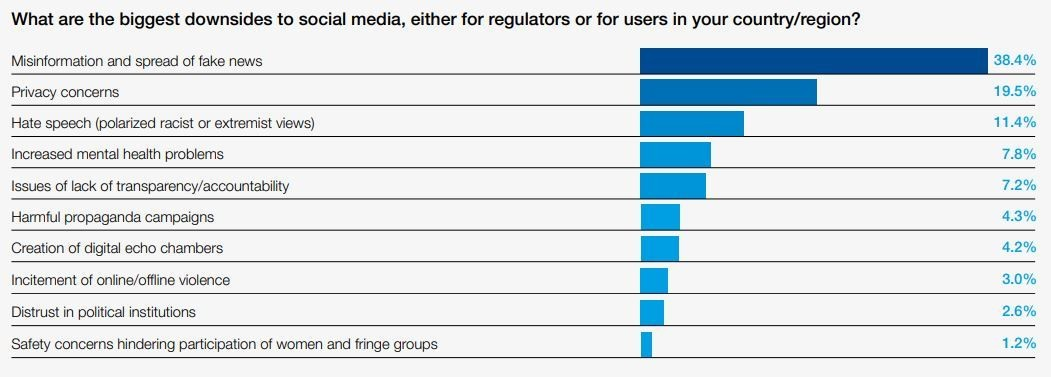 What are the biggest downsides to social media, either for regulators or for users in your country/region?
Misinformation and spread of fake news 38.4%
Privacy concerns 19.5%
Hate speech (polarized racist or extremist views) 11.4%
Increased mental health problems 7.8%
Issues of lack of transparency/accountability 7.2%
Harmful propaganda campaigns 4.3%
Creation of digital echo chambers 4.2%
Incitement of online/offline violence 3.0%
Distrust in political institutions 2.6%
Safety concerns hindering participation of women and fringe groups 1.2%